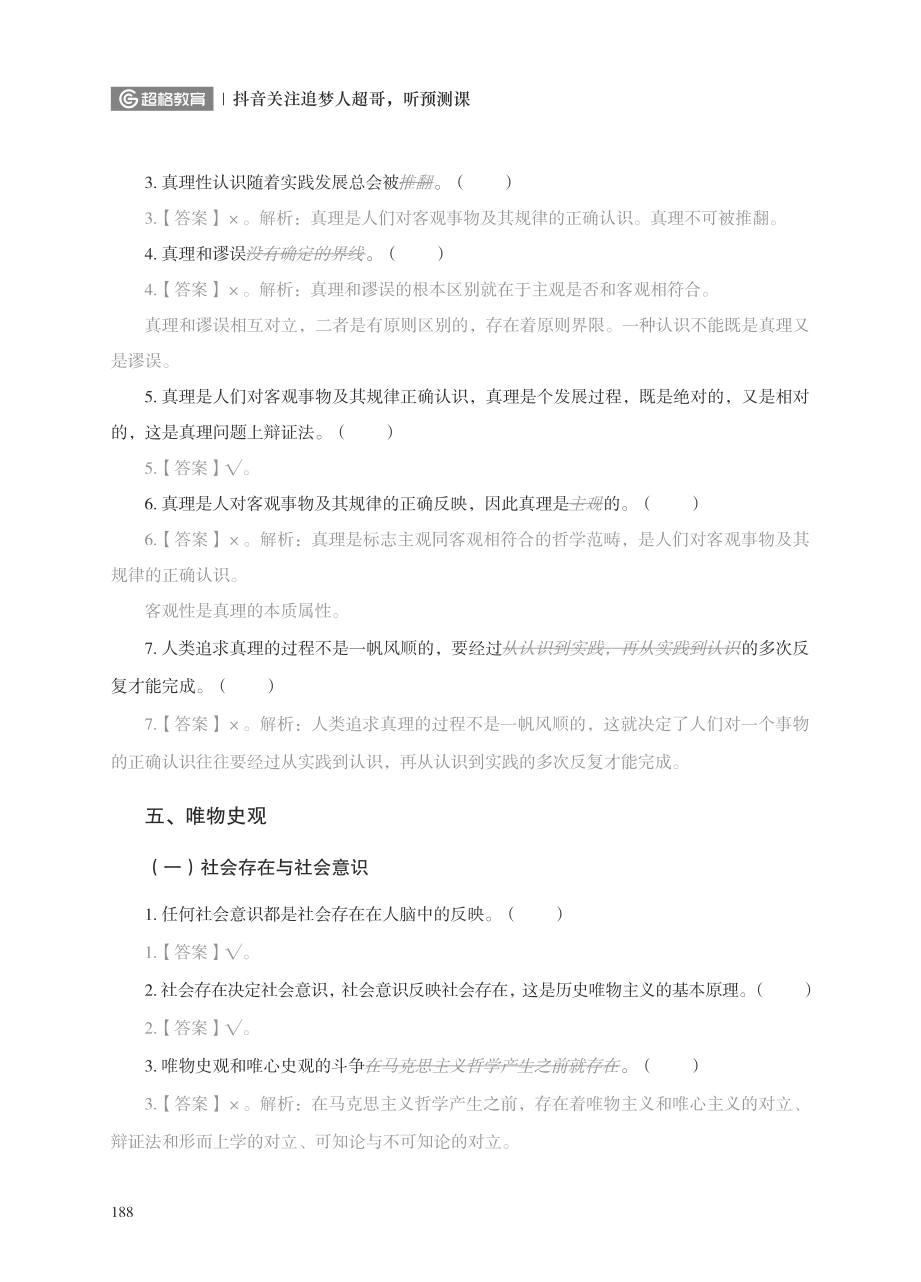 超格教育 | 抖音关注追梦人超哥，听预测课
3. 真理性认识随着实践发展总会被推翻。（　　）
3.【答案】×。解析：真理是人们对客观事物及其规律的正确认识。真理不可被推翻。
4. 真理和谬误没有确定的界线。（　　）
4.【答案】×。解析：真理和谬误的根本区别就在于主观是否和客观相符合。
真理和谬误相互对立，二者是有原则区别的，存在着原则界限。一种认识不能既是真理又
是谬误。
5. 真理是人们对客观事物及其规律正确认识，真理是个发展过程，既是绝对的，又是相对
的，这是真理问题上辩证法。（　　）
5.【答案】√。
6. 真理是人对客观事物及其规律的正确反映，因此真理是主观的。（　　）
6.【答案】×。解析：真理是标志主观同客观相符合的哲学范畴，是人们对客观事物及其
规律的正确认识。
客观性是真理的本质属性。
7. 人类追求真理的过程不是一帆风顺的，要经过从认识到实践，再从实践到认识的多次反
复才能完成。（　　）
7.【答案】×。解析：人类追求真理的过程不是一帆风顺的，这就决定了人们对一个事物
的正确认识往往要经过从实践到认识，再从认识到实践的多次反复才能完成。
五、唯物史观
（一）社会存在与社会意识
1. 任何社会意识都是社会存在在人脑中的反映。（　　）
1.【答案】√。
2. 社会存在决定社会意识，社会意识反映社会存在，这是历史唯物主义的基本原理。（　　）
2.【答案】√。
3. 唯物史观和唯心史观的斗争在马克思主义哲学产生之前就存在。（　　）
3.【答案】×。解析：在马克思主义哲学产生之前，存在着唯物主义和唯心主义的对立、
辩证法和形而上学的对立、可知论与不可知论的对立。
188